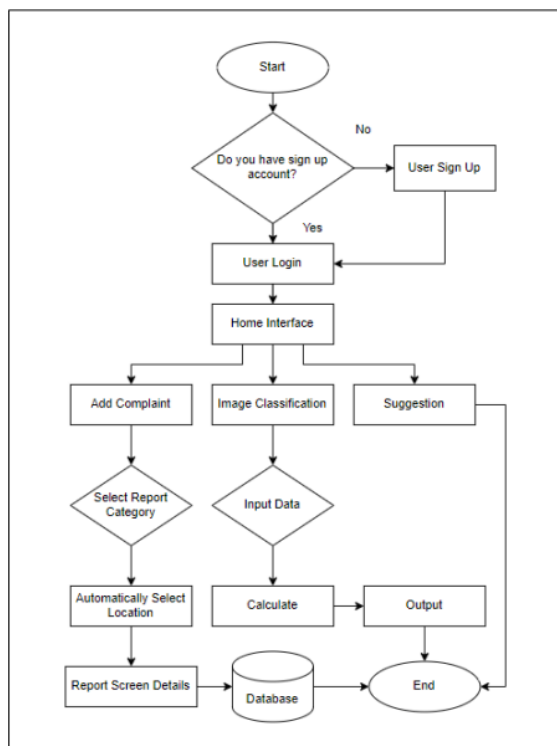 Start
No
Do you have sign up
account?
User Sign Up
Yes
User Login
Home Interface
Add Complaint
Image Classification
Suggestion
Select Report
Category
Input Data
Automatically Select
Location
Calculate
Output
Report Screen Details
Database
End